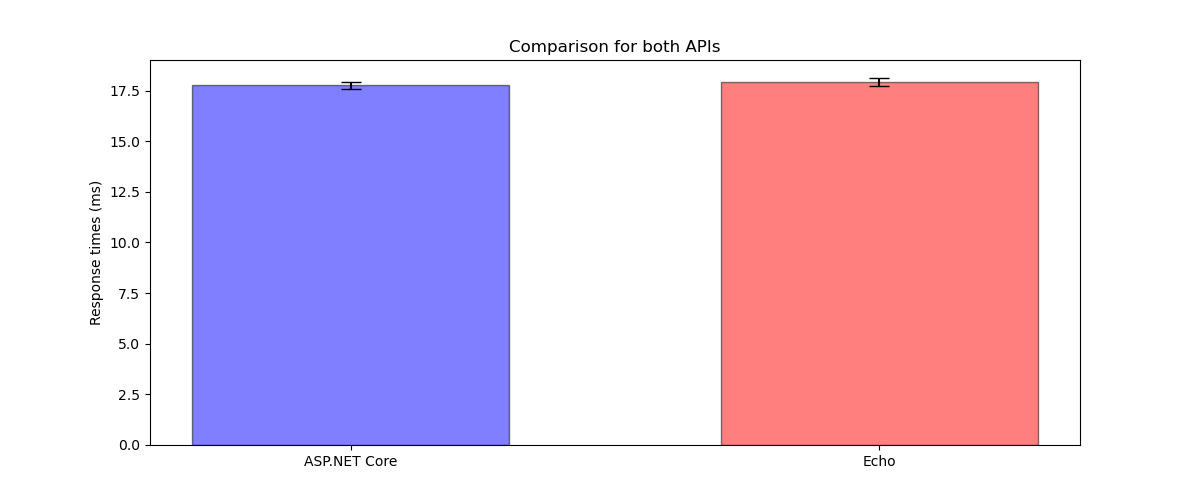 Comparison for both APIs
Response times (ms)
17.5
15.0
12.5
10.0
7.5
5.0
2.5
0.0
ASP.NET Core
Echo